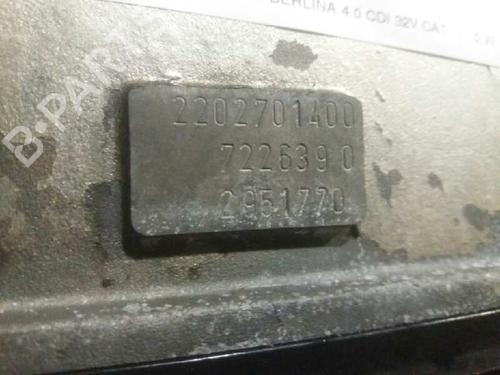 BERLINA 4.0 CDI 32V CAT
B-PARTS
2202701400
722639 0
2951770